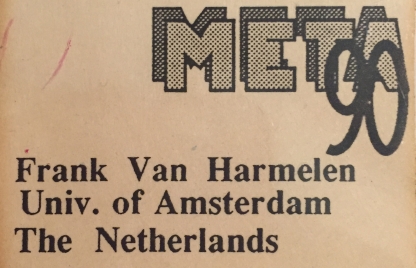 META
90
Frank Van Harmelen
Univ. of Amsterdam
The Netherlands